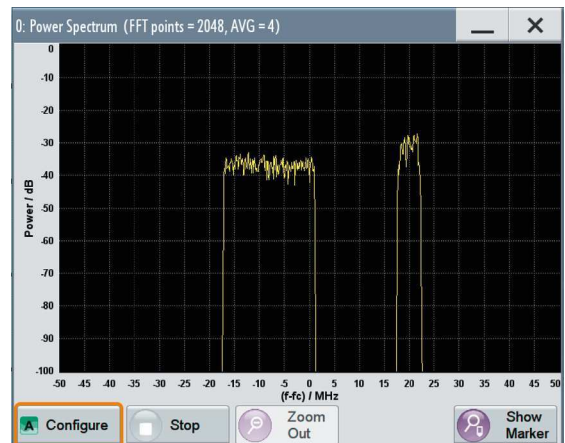 0: Power Spectrum (FFT points = 2048, AVG = 4)
0
-10
-20
-30
-40
-50
-60
-70
-80
-90
-100
Power / dB
-50 -45 -40 -35 -30 -25 -20 -15 -10 -5 0 5 10 15 20 25 30 35 40 45 50
(f-fc) / MHz
A Configure
Stop
Zoom Out
Show Marker